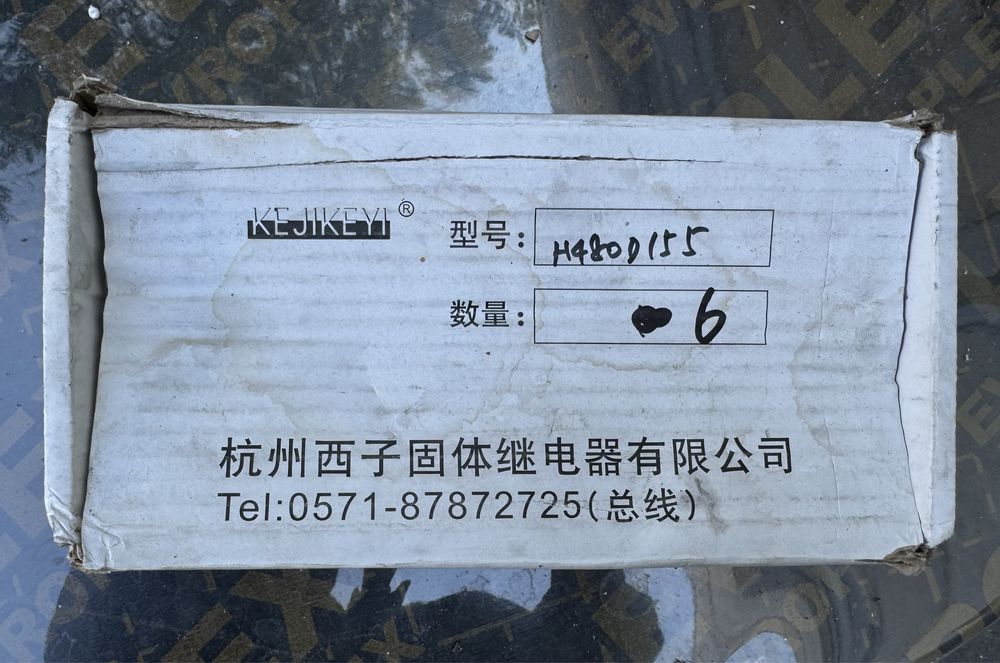 KEJIKEYI®
型号： H480D155
数量： 6
杭州西子固体继电器有限公司
Tel:0571-87872725(总线)